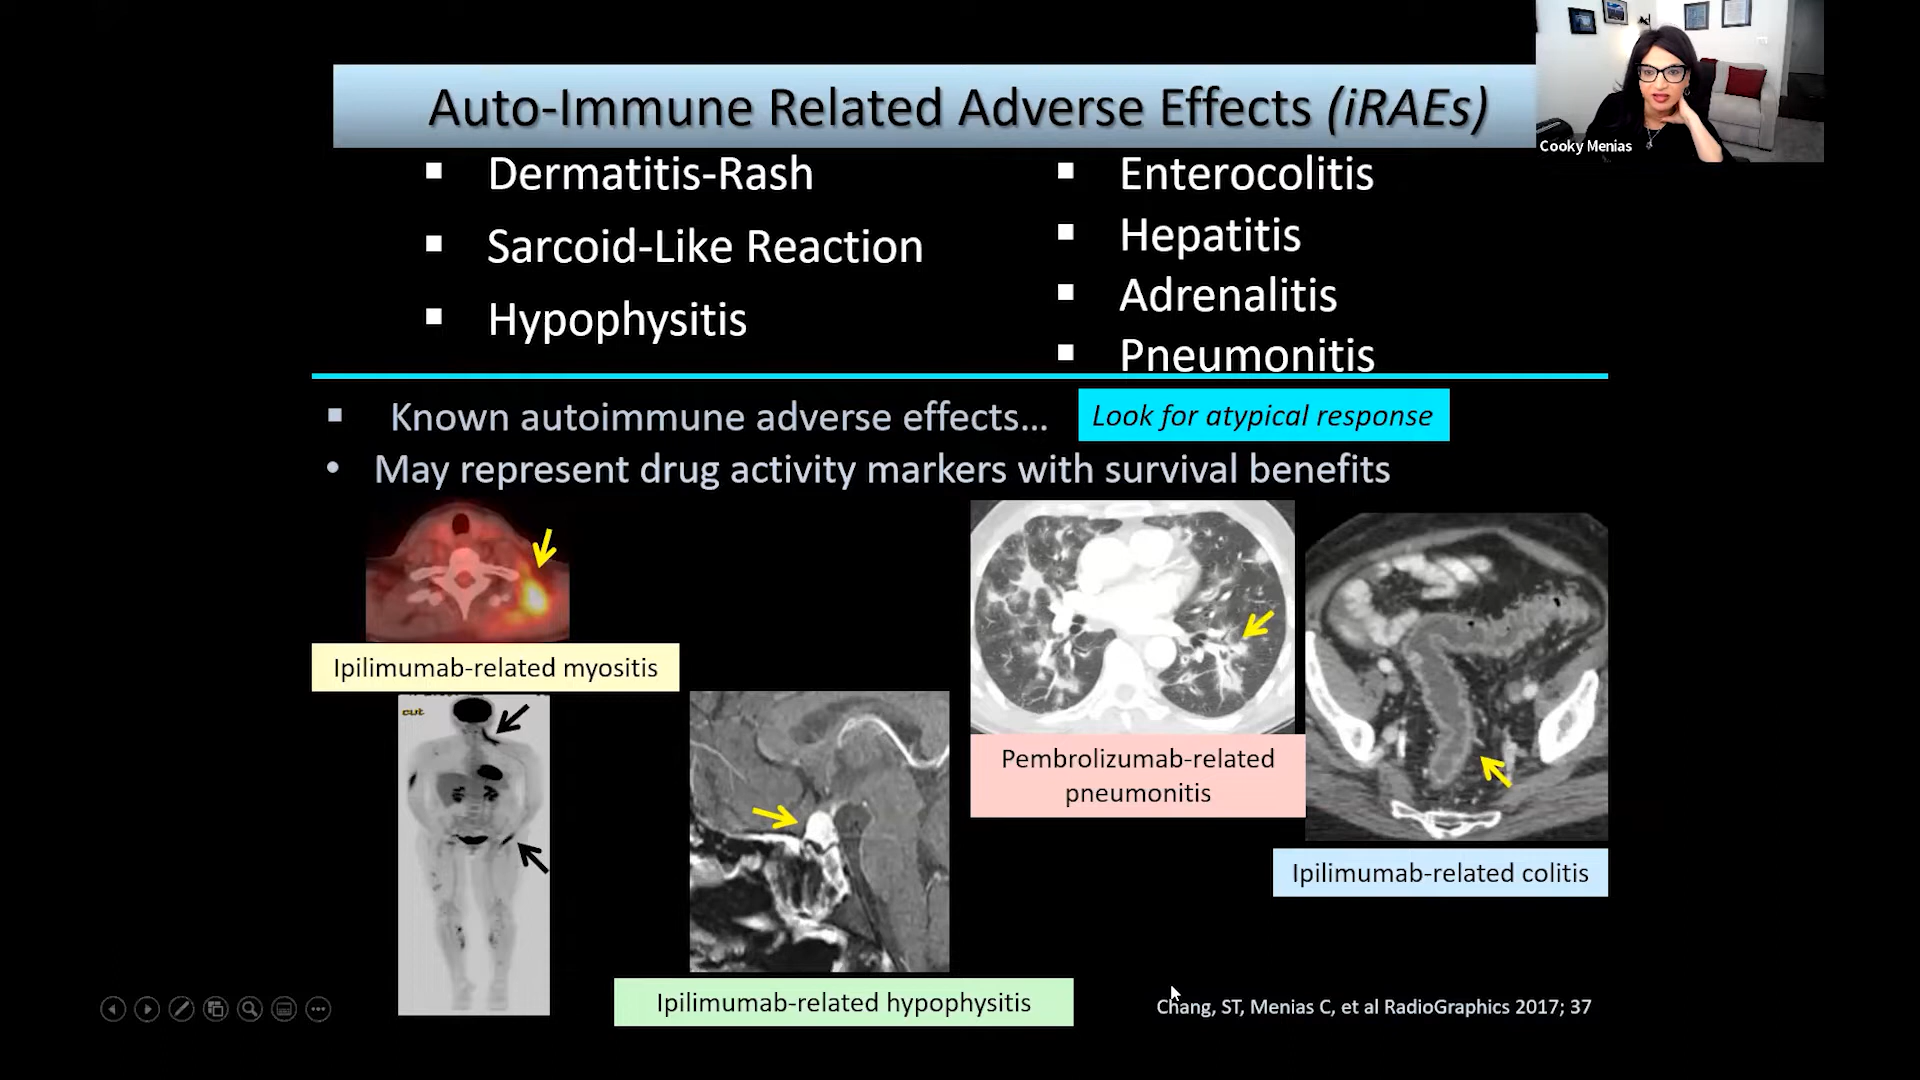 Auto-Immune Related Adverse Effects (iRAEs)
Cooky Menias
Dermatitis-Rash
Sarcoid-Like Reaction
Hypophysitis
Enterocolitis
Hepatitis
Adrenalitis
Pneumonitis
Known autoimmune adverse effects...
Look for atypical response
May represent drug activity markers with survival benefits
Ipilimumab-related myositis
cut
Ipilimumab-related hypophysitis
Pembrolizumab-related
pneumonitis
Ipilimumab-related colitis
Chang, ST, Menias C, et al RadioGraphics 2017; 37